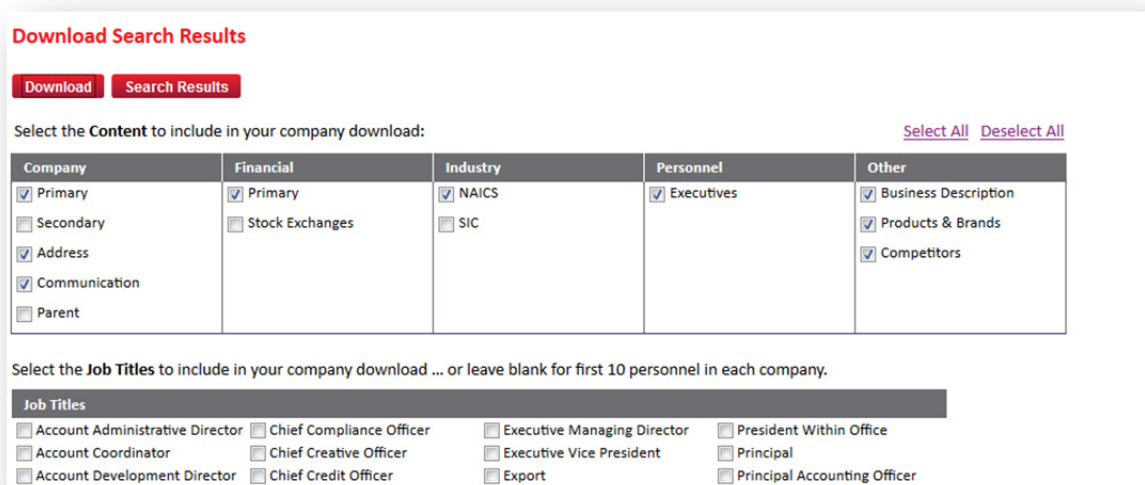 Download Search Results
Download Search Results
Select the Content to include in your company download: Select All Deselect All
Company Financial Industry Personnel Other
Primary Primary NAICS Executives Business Description
Secondary Stock Exchanges SIC Products & Brands
Address Competitors
Communication
Parent
Select the Job Titles to include in your company download ... or leave blank for first 10 personnel in each company.
Job Titles
Account Administrative Director Chief Compliance Officer Executive Managing Director President Within Office
Account Coordinator Chief Creative Officer Executive Vice President Principal
Account Development Director Chief Credit Officer Export Principal Accounting Officer